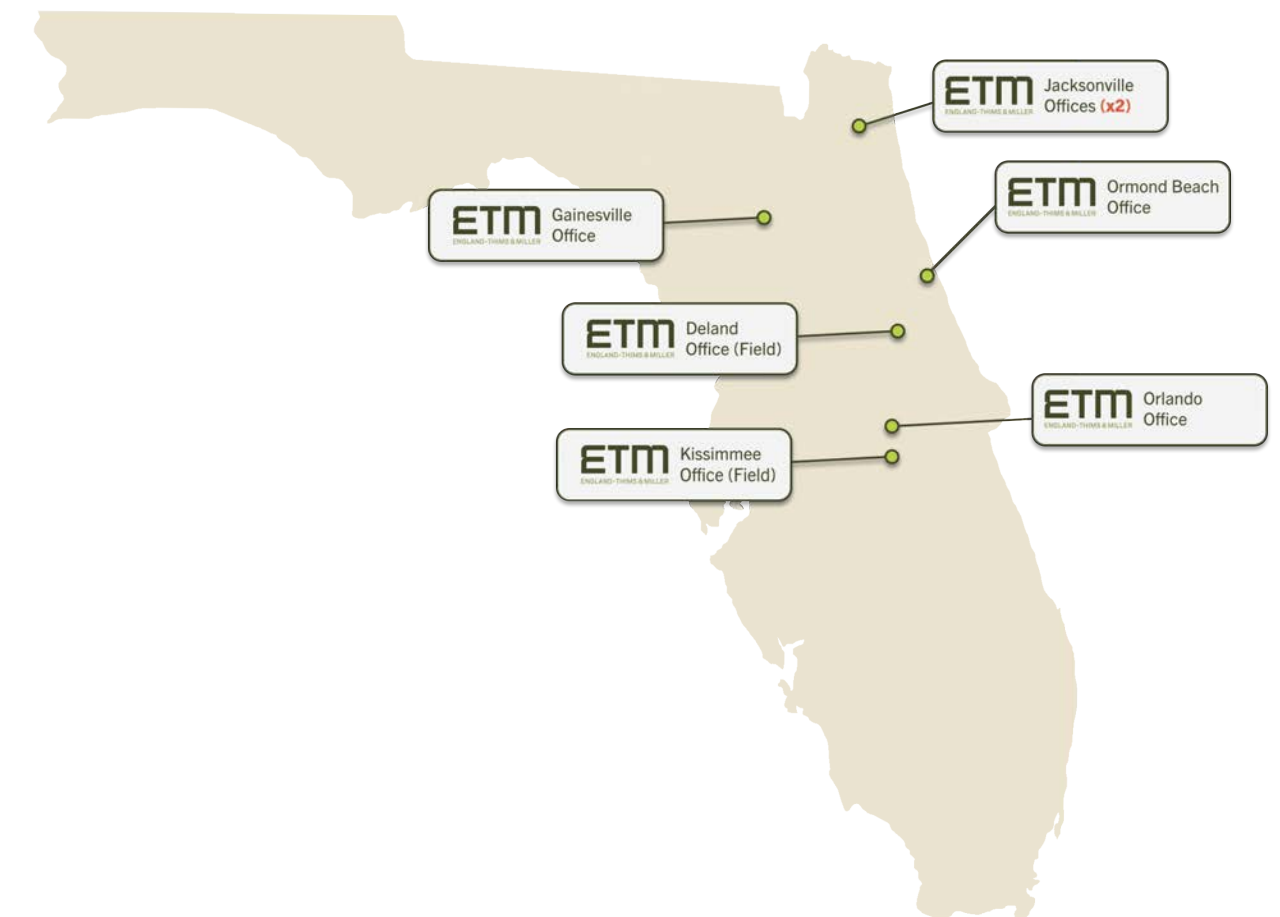 ETM
ENGLAND-THIMS & MILLER
Jacksonville
Offices (x2)
ETM
ENGLAND-THIMS & MILLER
Ormond Beach
Office
ETM
ENGLAND-THIMS & MILLER
Gainesville
Office
ETM
ENGLAND-THIMS & MILLER
Deland
Office (Field)
ETM
ENGLAND-THIMS & MILLER
Orlando
Office
ETM
ENGLAND-THIMS & MILLER
Kissimmee
Office (Field)